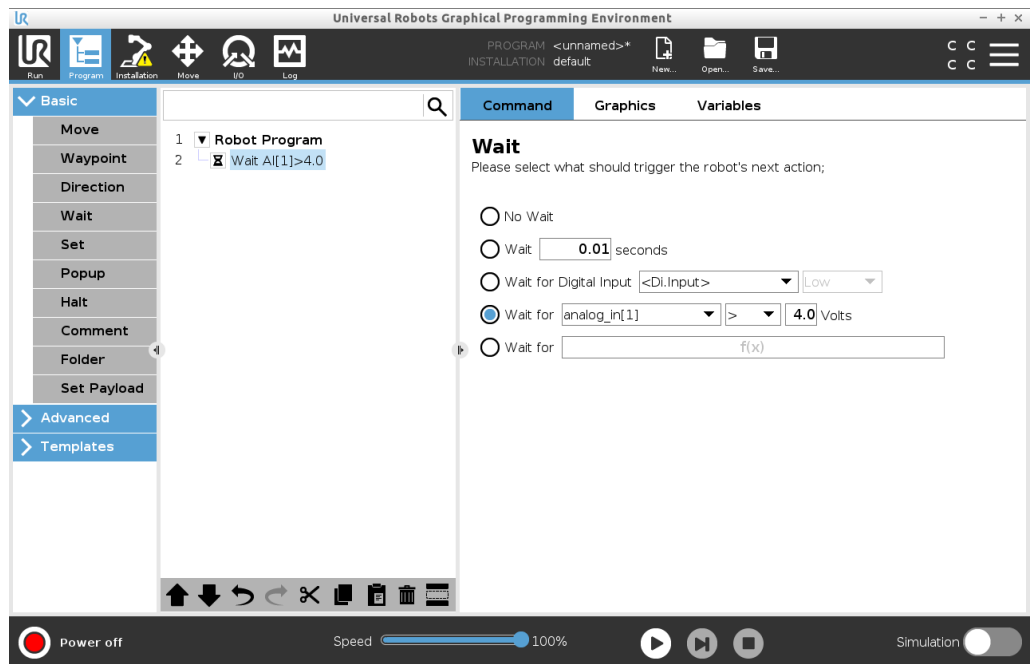 UR Universal Robots Graphical Programming Environment - + ×
UR
PROGRAM <unnamed>*
INSTALLATION default
C C
C C
Run Program Installation Move I/O Log New... Open... Save...
Basic
Move
Waypoint
Direction
Wait
Set
Popup
Halt
Comment
Folder
Set Payload
Advanced
Templates
1 ▼ Robot Program
2 Wait AI[1]>4.0
Command Graphics Variables
Wait
Please select what should trigger the robot's next action;
No Wait
Wait 0.01 seconds
Wait for Digital Input <Di.Input> Low
Wait for analog_in[1] > 4.0 Volts
Wait for f(x)
Power off Speed 100% Simulation